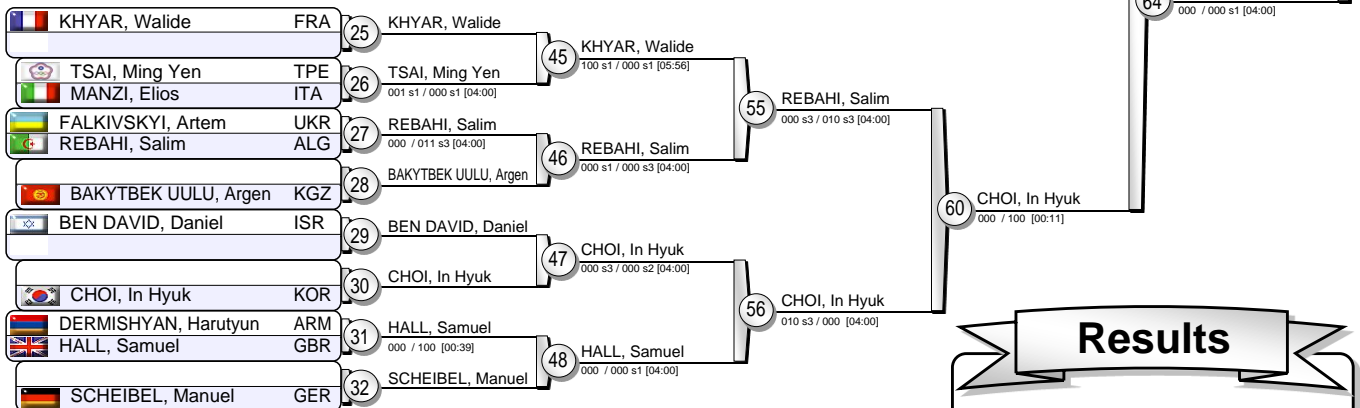 64
000 / 000 s1 [04:00]
KHYAR, Walide FRA
25
KHYAR, Walide
45
KHYAR, Walide
100 s1 / 000 s1 [05:56]
TSAI, Ming Yen TPE
MANZI, Elios ITA
26
TSAI, Ming Yen
001 s1 / 000 s1 [04:00]
55
REBAHI, Salim
000 s3 / 010 s3 [04:00]
FALKIVSKYI, Artem UKR
REBAHI, Salim ALG
27
REBAHI, Salim
000 / 011 s3 [04:00]
46
REBAHI, Salim
000 s1 / 000 s3 [04:00]
BAKYTBEK UULU, Argen KGZ
28
BAKYTBEK UULU, Argen
60
CHOI, In Hyuk
000 / 100 [00:11]
BEN DAVID, Daniel ISR
29
BEN DAVID, Daniel
47
CHOI, In Hyuk
000 s3 / 000 s2 [04:00]
CHOI, In Hyuk KOR
30
CHOI, In Hyuk
56
CHOI, In Hyuk
010 s3 / 000 [04:00]
DERMISHYAN, Harutyun ARM
HALL, Samuel GBR
31
HALL, Samuel
000 / 100 [00:39]
48
HALL, Samuel
000 / 000 s1 [04:00]
SCHEIBEL, Manuel GER
32
SCHEIBEL, Manuel
Results